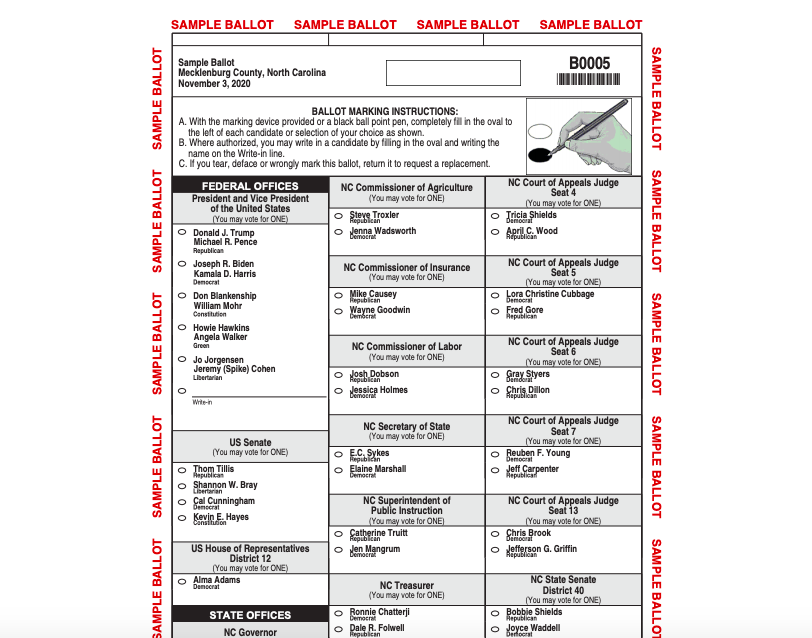 SAMPLE BALLOT SAMPLE BALLOT SAMPLE BALLOT SAMPLE BALLOT
SAMPLE BALLOT
SAMPLE BALLOT
SAMPLE BALLOT
SAMPLE BALLOT
SAMPLE BALLOT
Sample Ballot
Mecklenburg County, North Carolina
November 3, 2020
B0005
BALLOT MARKING INSTRUCTIONS:
A. With the marking device provided or a black ball point pen, completely fill in the oval to
the left of each candidate or selection of your choice as shown.
B. Where authorized, you may write in a candidate by filling in the oval and writing the
name on the Write-in line.
C. If you tear, deface or wrongly mark this ballot, return it to request a replacement.
FEDERAL OFFICES
President and Vice President
of the United States
(You may vote for ONE)
Donald J. Trump
Michael R. Pence
Republican
Joseph R. Biden
Kamala D. Harris
Democrat
Don Blankenship
William Mohr
Constitution
Howie Hawkins
Angela Walker
Green
Jo Jorgensen
Jeremy (Spike) Cohen
Libertarian
Write-in
US Senate
(You may vote for ONE)
Thom Tillis
Republican
Shannon W. Bray
Libertarian
Cal Cunningham
Democrat
Kevin E. Hayes
Constitution
US House of Representatives
District 12
(You may vote for ONE)
Alma Adams
Democrat
STATE OFFICES
NC Governor
NC Commissioner of Agriculture
(You may vote for ONE)
Steve Troxler
Republican
Jenna Wadsworth
Democrat
NC Commissioner of Insurance
(You may vote for ONE)
Mike Causey
Republican
Wayne Goodwin
Democrat
NC Commissioner of Labor
(You may vote for ONE)
Josh Dobson
Republican
Jessica Holmes
Democrat
NC Secretary of State
(You may vote for ONE)
E.C. Sykes
Republican
Elaine Marshall
Democrat
NC Superintendent of
Public Instruction
(You may vote for ONE)
Catherine Truitt
Republican
Jen Mangrum
Democrat
NC Treasurer
(You may vote for ONE)
Ronnie Chatterji
Democrat
Dale R. Folwell
Republican
NC Court of Appeals Judge
Seat 4
(You may vote for ONE)
Tricia Shields
Democrat
April C. Wood
Republican
NC Court of Appeals Judge
Seat 5
(You may vote for ONE)
Lora Christine Cubbage
Democrat
Fred Gore
Republican
NC Court of Appeals Judge
Seat 6
(You may vote for ONE)
Gray Styers
Democrat
Chris Dillon
Republican
NC Court of Appeals Judge
Seat 7
(You may vote for ONE)
Reuben F. Young
Democrat
Jeff Carpenter
Republican
NC Court of Appeals Judge
Seat 13
(You may vote for ONE)
Chris Brook
Democrat
Jefferson G. Griffin
Republican
NC State Senate
District 40
(You may vote for ONE)
Bobbie Shields
Republican
Joyce Waddell
Democrat
SAMPLE BALLOT
SAMPLE BALLOT
SAMPLE BALLOT
SAMPLE BALLOT
SAMPLE BALLOT